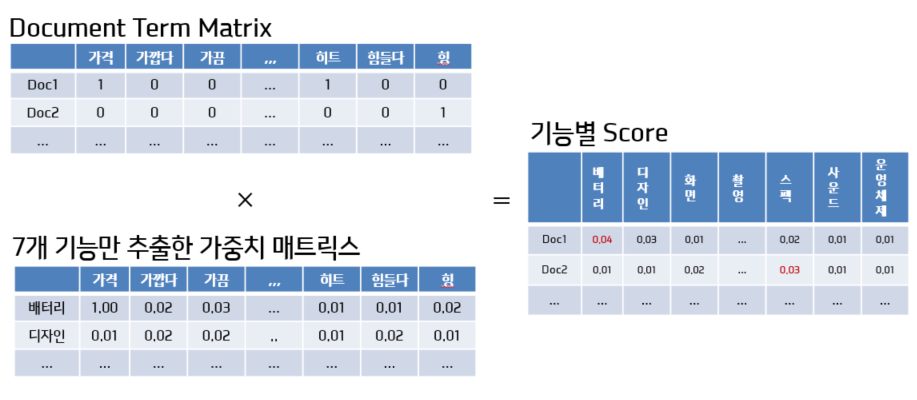 Document Term Matrix
가격 가깝다 가끔 ,,, 히트 힘들다 힝
Doc1 1 0 0 ... 1 0 0
Doc2 0 0 0 ... 0 0 1
... ... ... ... ... ... ... ...
×
7개 기능만 추출한 가중치 매트릭스
가격 가깝다 가끔 ,,, 히트 힘들다 힝
배터리 1.00 0.02 0.03 ... 0.01 0.01 0.02
디자인 0.01 0.02 0.02 .. 0.01 0.02 0.01
... ... ... ... ... ... ... ...
=
기능별 Score
배터리 디자인 화면 촬영 스펙 사운드 운영체제
Doc1 0.04 0.03 0.01 ... 0.02 0.01 0.01
Doc2 0.01 0.01 0.02 ... 0.03 0.01 0.01
... ... ... ... ... ... ... ...